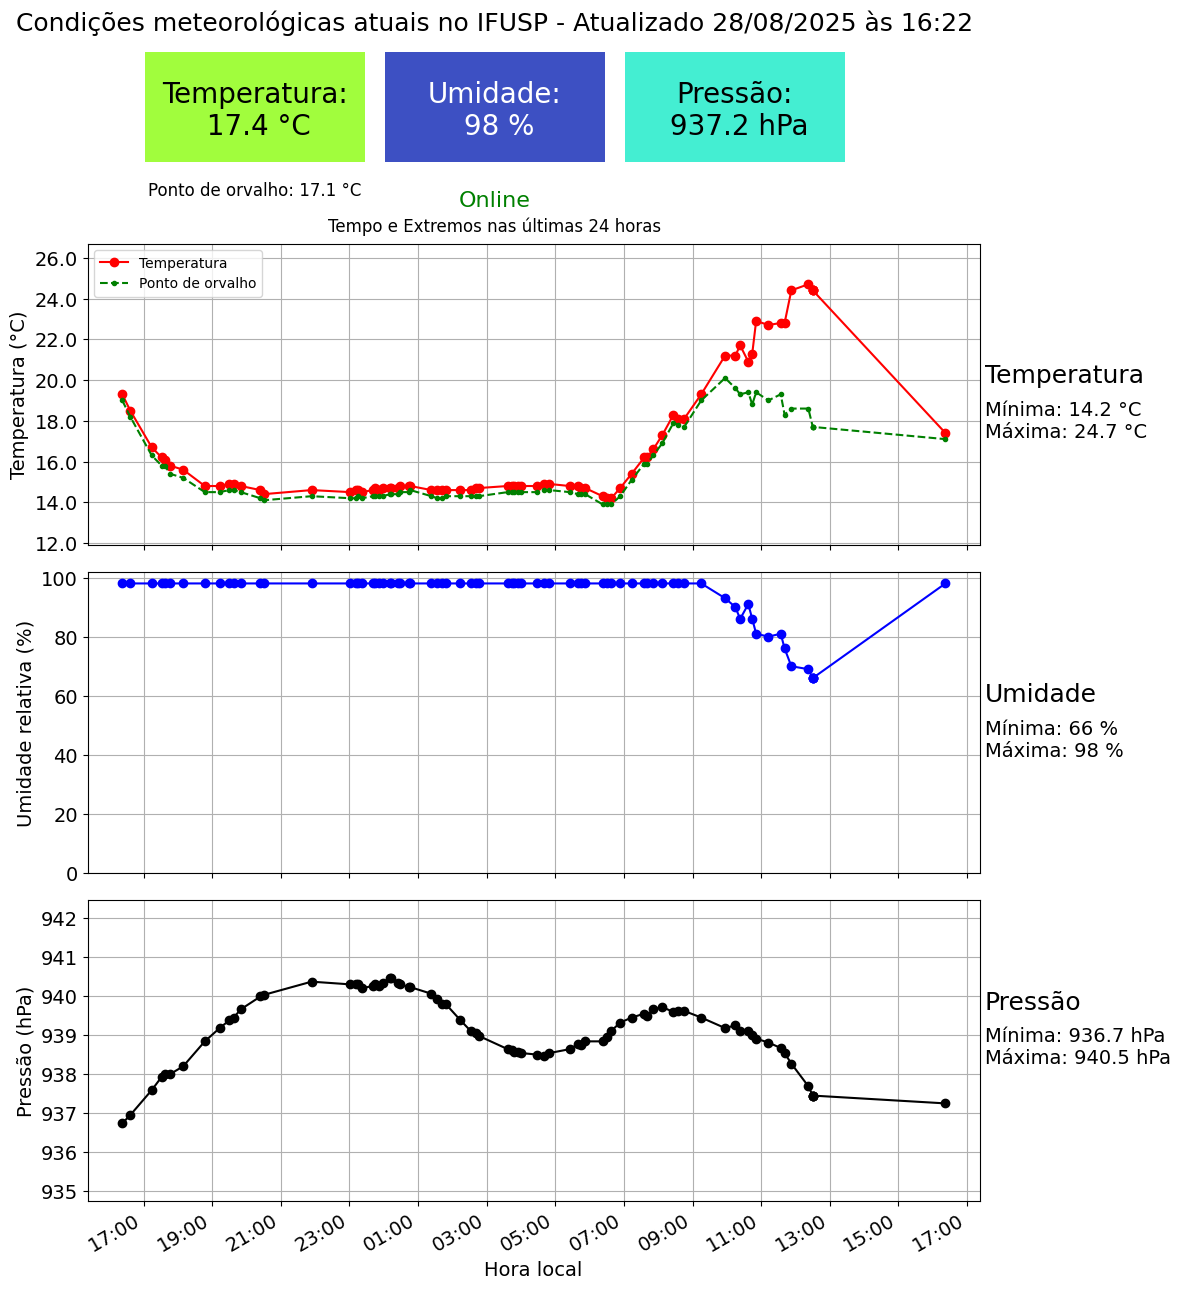 Condições meteorológicas atuais no IFUSP - Atualizado 28/08/2025 às 16:22
Temperatura:
17.4 °C
Umidade:
98 %
Pressão:
937.2 hPa
Ponto de orvalho: 17.1 °C
Online
Tempo e Extremos nas últimas 24 horas
Temperatura (°C)
26.0
24.0
22.0
20.0
18.0
16.0
14.0
12.0
Temperatura
Ponto de orvalho
Temperatura
Mínima: 14.2 °C
Máxima: 24.7 °C
Umidade relativa (%)
100
80
60
40
20
0
Umidade
Mínima: 66 %
Máxima: 98 %
Pressão (hPa)
942
941
940
939
938
937
936
935
Pressão
Mínima: 936.7 hPa
Máxima: 940.5 hPa
17:00 19:00 21:00 23:00 01:00 03:00 05:00 07:00 09:00 11:00 13:00 15:00 17:00
Hora local